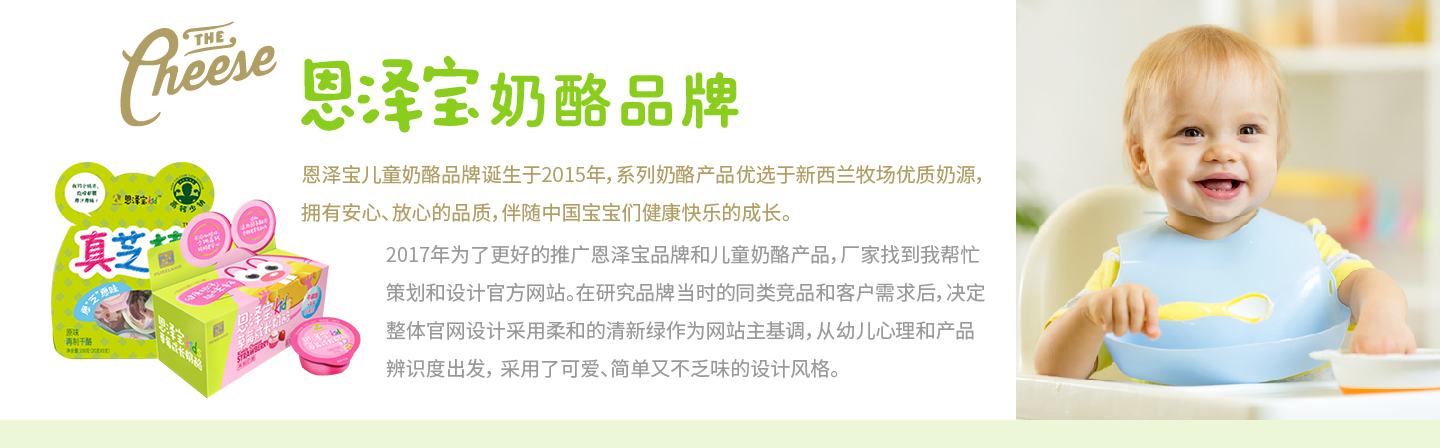 THE
Cheese
恩泽宝奶酪品牌
恩泽宝儿童奶酪品牌诞生于2015年，系列奶酪产品优选于新西兰牧场优质奶源，
拥有安心、放心的品质，伴随中国宝宝们健康快乐的成长。
2017年为了更好的推广恩泽宝品牌和儿童奶酪产品，厂家找到我帮忙
策划和设计官方网站。在研究品牌当时的同类竞品和客户需求后，决定
整体官网设计采用柔和的清新绿作为网站主基调，从幼儿心理和产品
辨识度出发， 采用了可爱、简单又不乏味的设计风格。
恩泽宝kid
高钙少钠
真芝棒
原味
再制干酪
恩泽宝kids
STRAWBERRY